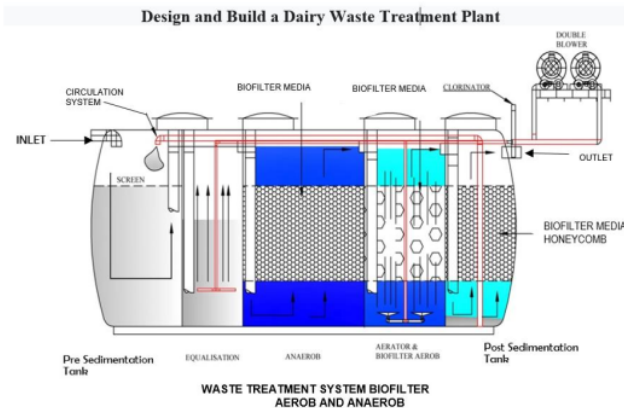 Design and Build a Dairy Waste Treatment Plant
DOUBLE
BLOWER
CIRCULATION
SYSTEM
BIOFILTER MEDIA
BIOFILTER MEDIA
CLORINATOR
INLET
OUTLET
SCREEN
BIOFILTER MEDIA
HONEYCOMB
Pre Sedimentation
Tank
EQUALISATION
ANAEROB
AERATOR &
BIOFILTER AEROB
Post Sedimentation
Tank
WASTE TREATMENT SYSTEM BIOFILTER
AEROB AND ANAEROB